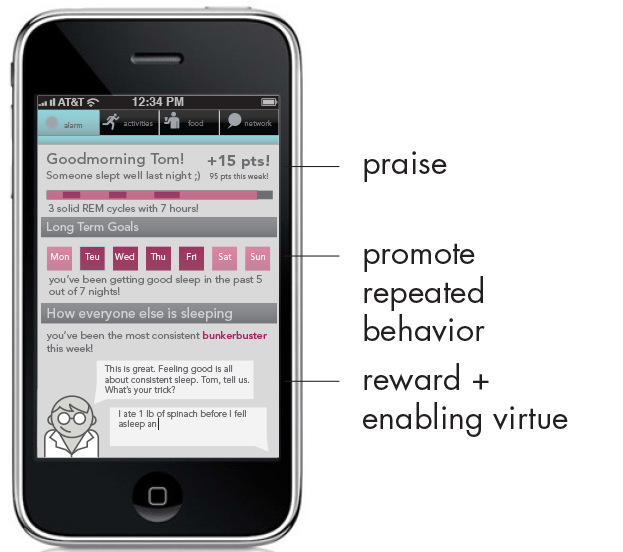 AT&T 12:34 PM
alarm activities food network
Goodmorning Tom! +15 pts!
Someone slept well last night ;) 95 pts this week!
3 solid REM cycles with 7 hours!
Long Term Goals
Mon Teu Wed Thu Fri Sat Sun
you've been getting good sleep in the past 5
out of 7 nights!
How everyone else is sleeping
you've been the most consistent bunkerbuster
this week!
This is great. Feeling good is all
about consistent sleep. Tom, tell us.
What's your trick?
I ate 1 lb of spinach before I fell
asleep an
praise
promote
repeated
behavior
reward +
enabling virtue